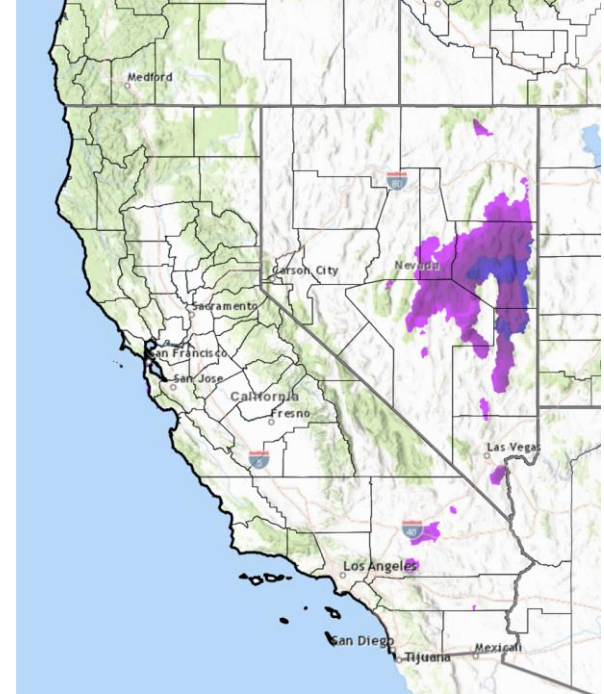 Medford
80
Nevada
Carson City
Sacramento
San Francisco
San Jose
California
Fresno
5
Las Vegas
40
Los Angeles
San Diego
Tijuana
Mexicali